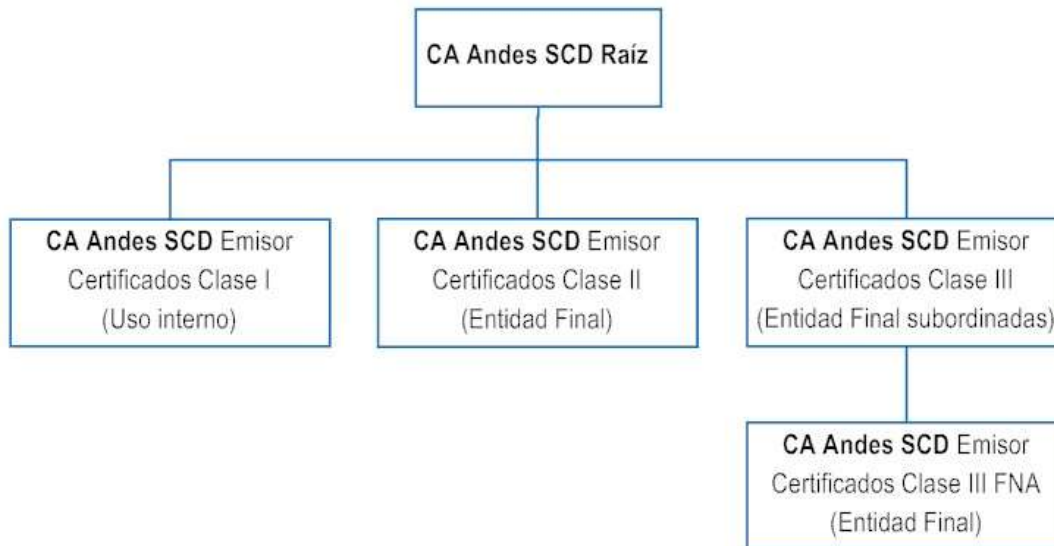 CA Andes SCD Raíz
CA Andes SCD Emisor
Certificados Clase I
(Uso interno)
CA Andes SCD Emisor
Certificados Clase II
(Entidad Final)
CA Andes SCD Emisor
Certificados Clase III
(Entidad Final subordinadas)
CA Andes SCD Emisor
Certificados Clase III FNA
(Entidad Final)